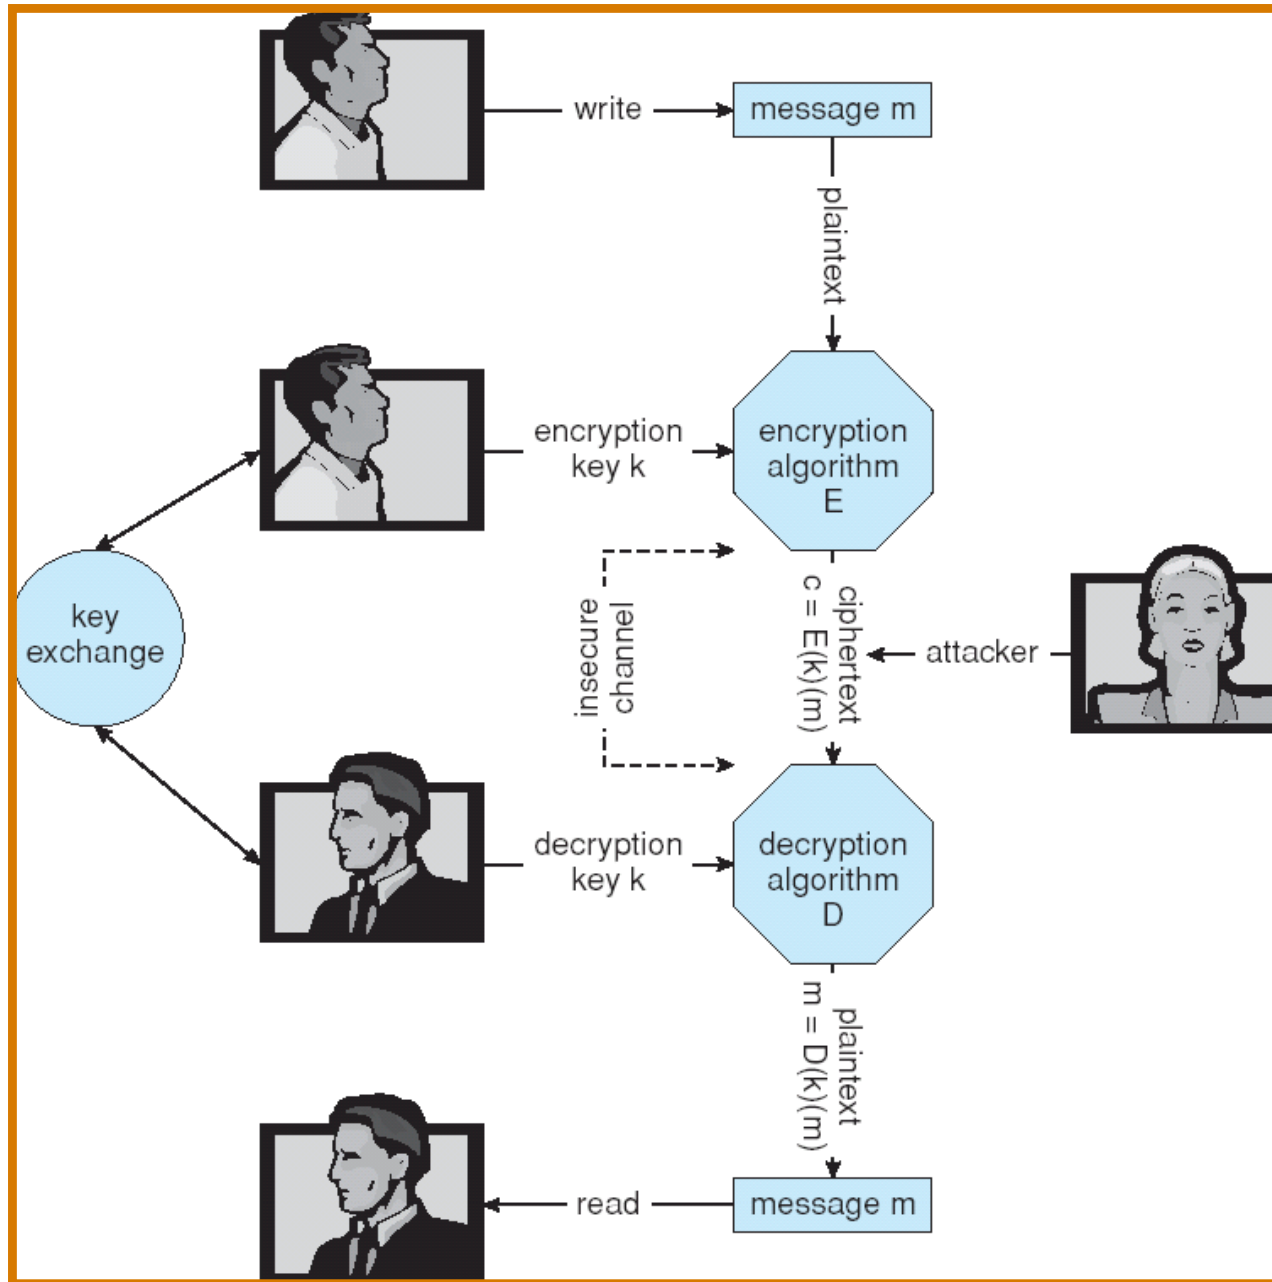 write
message m
plaintext
encryption
key k
encryption
algorithm
E
key
exchange
insecure
channel
ciphertext
c = E(k)(m)
attacker
decryption
key k
decryption
algorithm
D
plaintext
m = D(k)(m)
read
message m